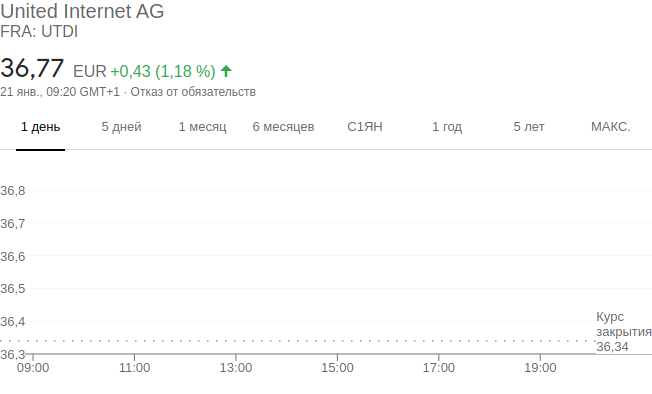 United Internet AG
FRA: UTDI
36,77 EUR +0,43 (1,18 %)
21 янв., 09:20 GMT+1 · Отказ от обязательств
1 день 5 дней 1 месяц 6 месяцев С1ЯН 1 год 5 лет МАКС.
36,8
36,7
36,6
36,5
36,4
36,3
Курс
закрытия
36,34
09:00 11:00 13:00 15:00 17:00 19:00